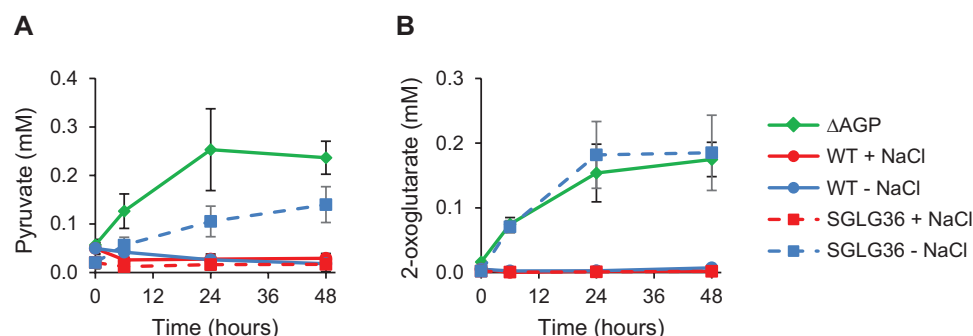 A
B
Pyruvate (mM)
0.4
0.3
0.2
0.1
0.0
0
12
24
36
48
Time (hours)
2-oxoglutarate (mM)
0.3
0.2
0.1
0.0
0
12
24
36
48
Time (hours)
ΔAGP
WT + NaCl
WT - NaCl
SGLG36 + NaCl
SGLG36 - NaCl